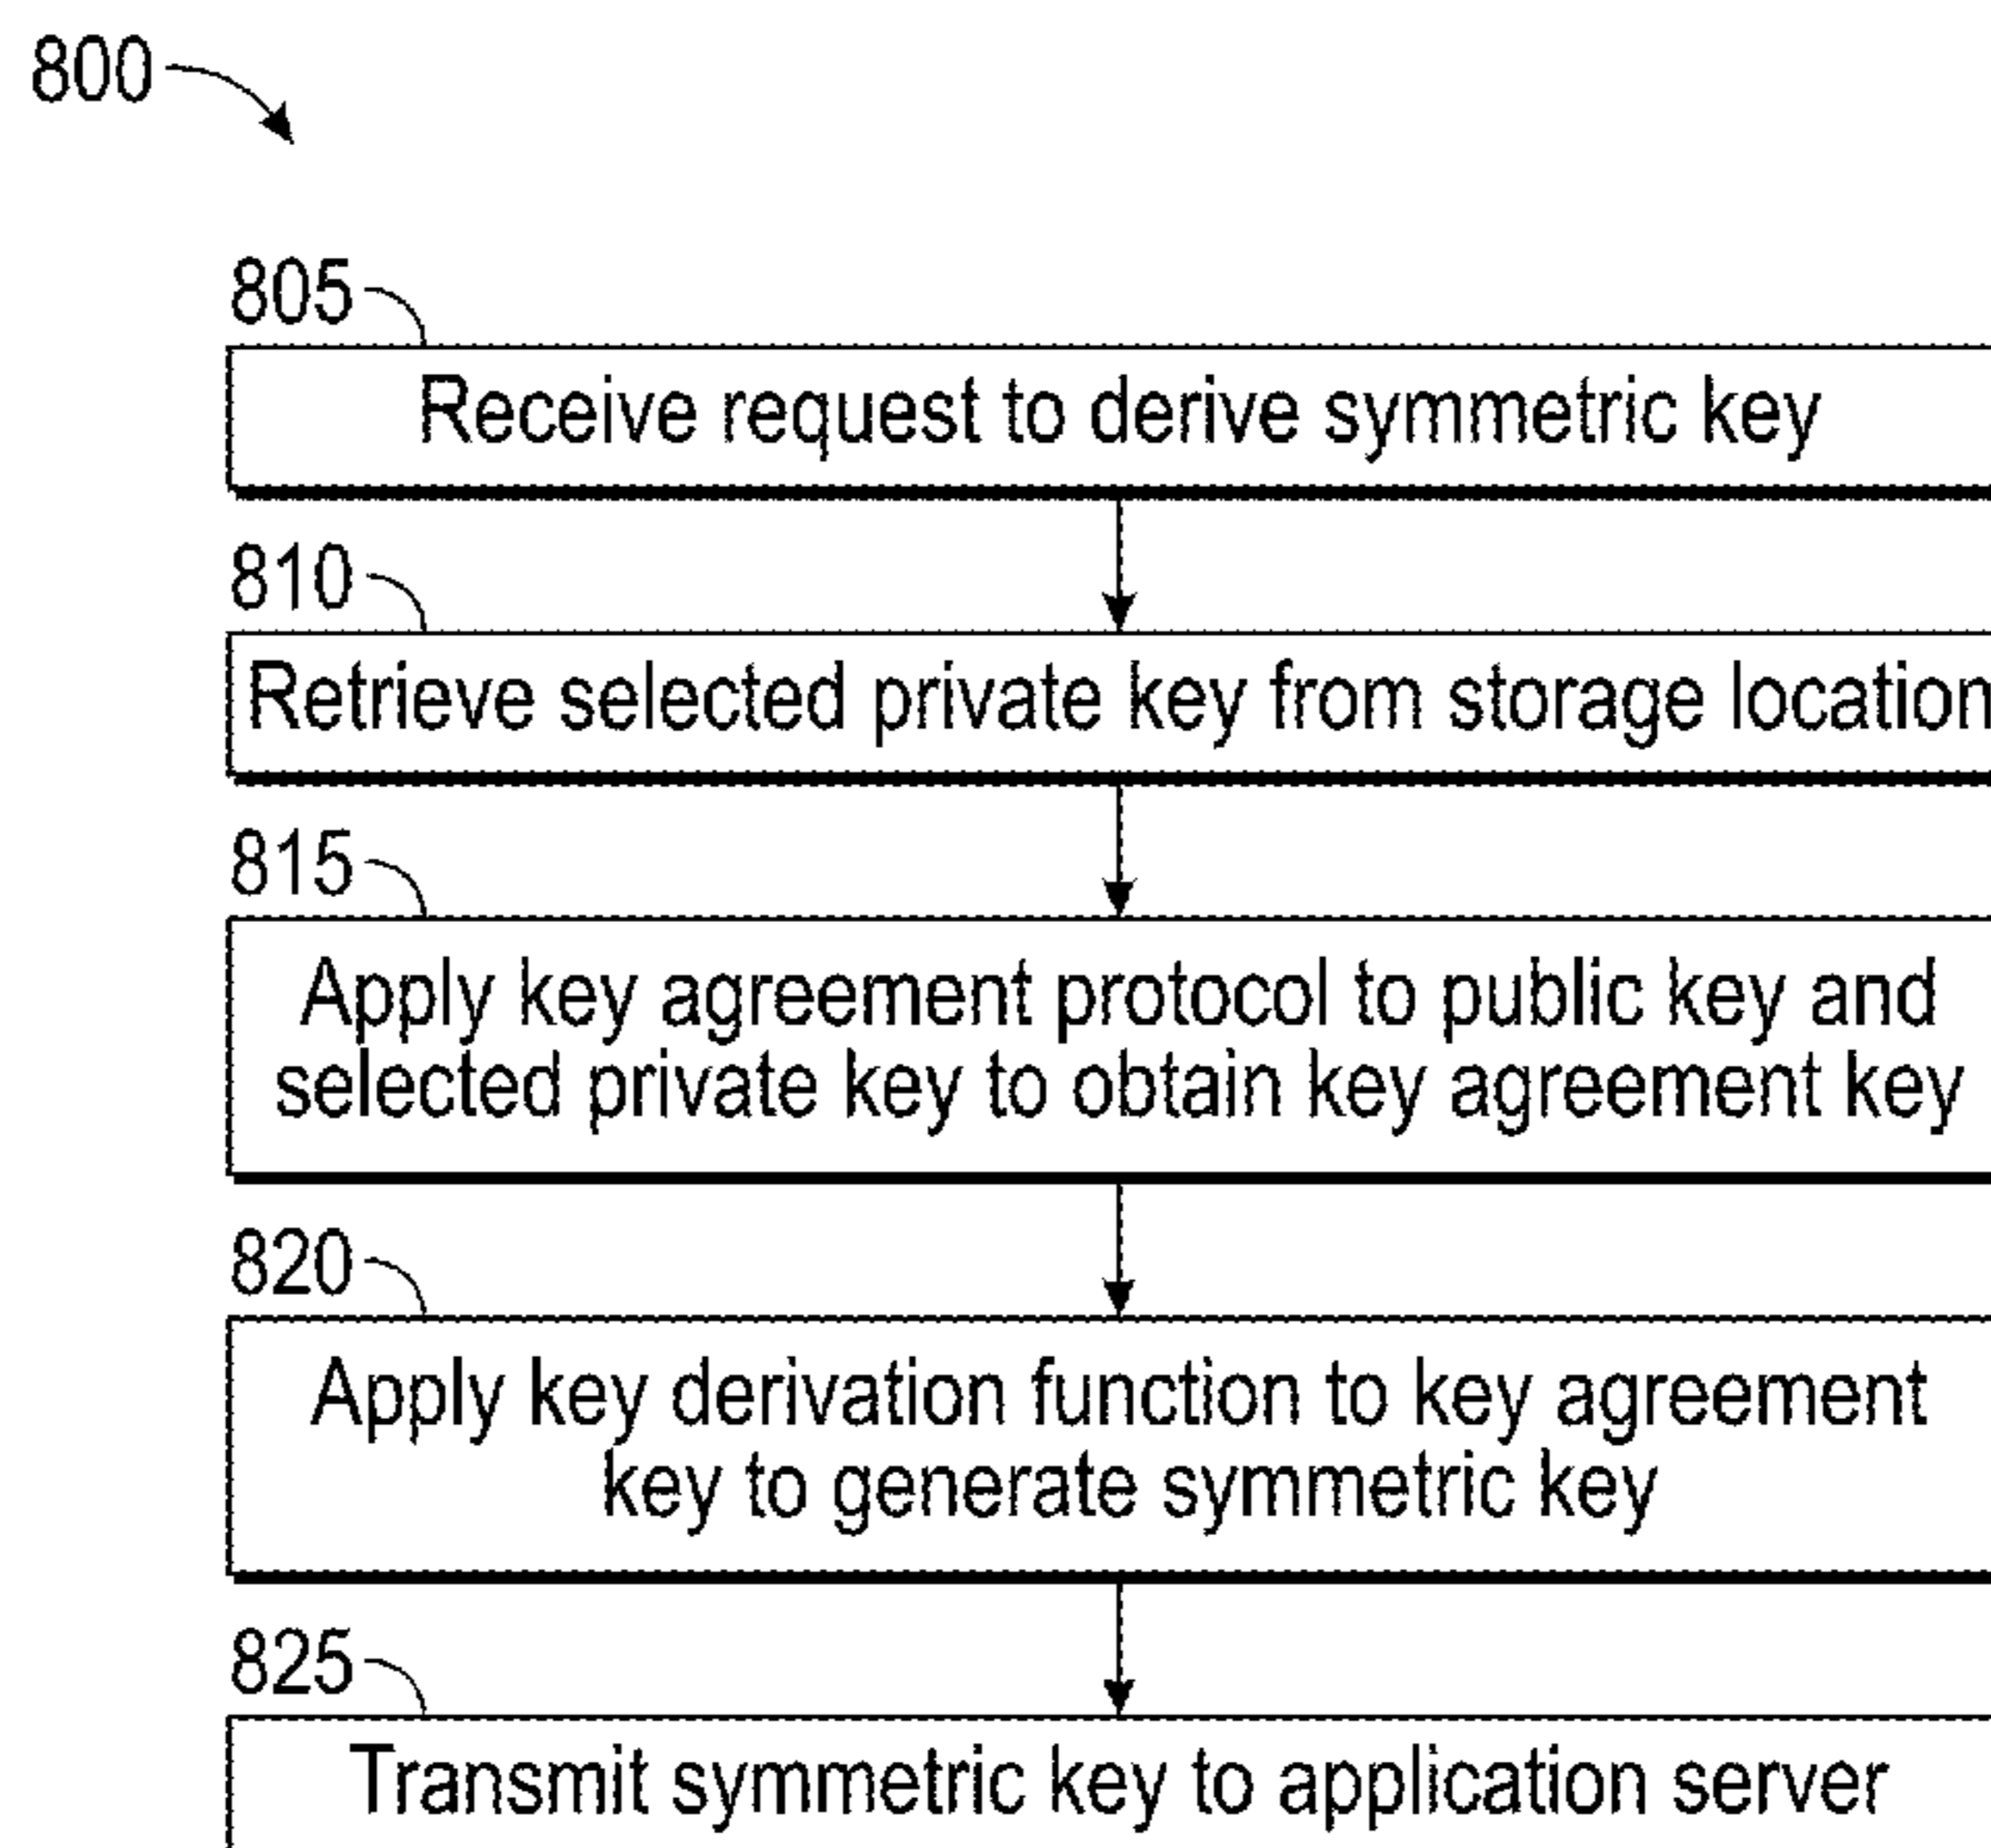 800
805
Receive request to derive symmetric key
810
Retrieve selected private key from storage location
815
Apply key agreement protocol to public key and
selected private key to obtain key agreement key
820
Apply key derivation function to key agreement
key to generate symmetric key
825
Transmit symmetric key to application server